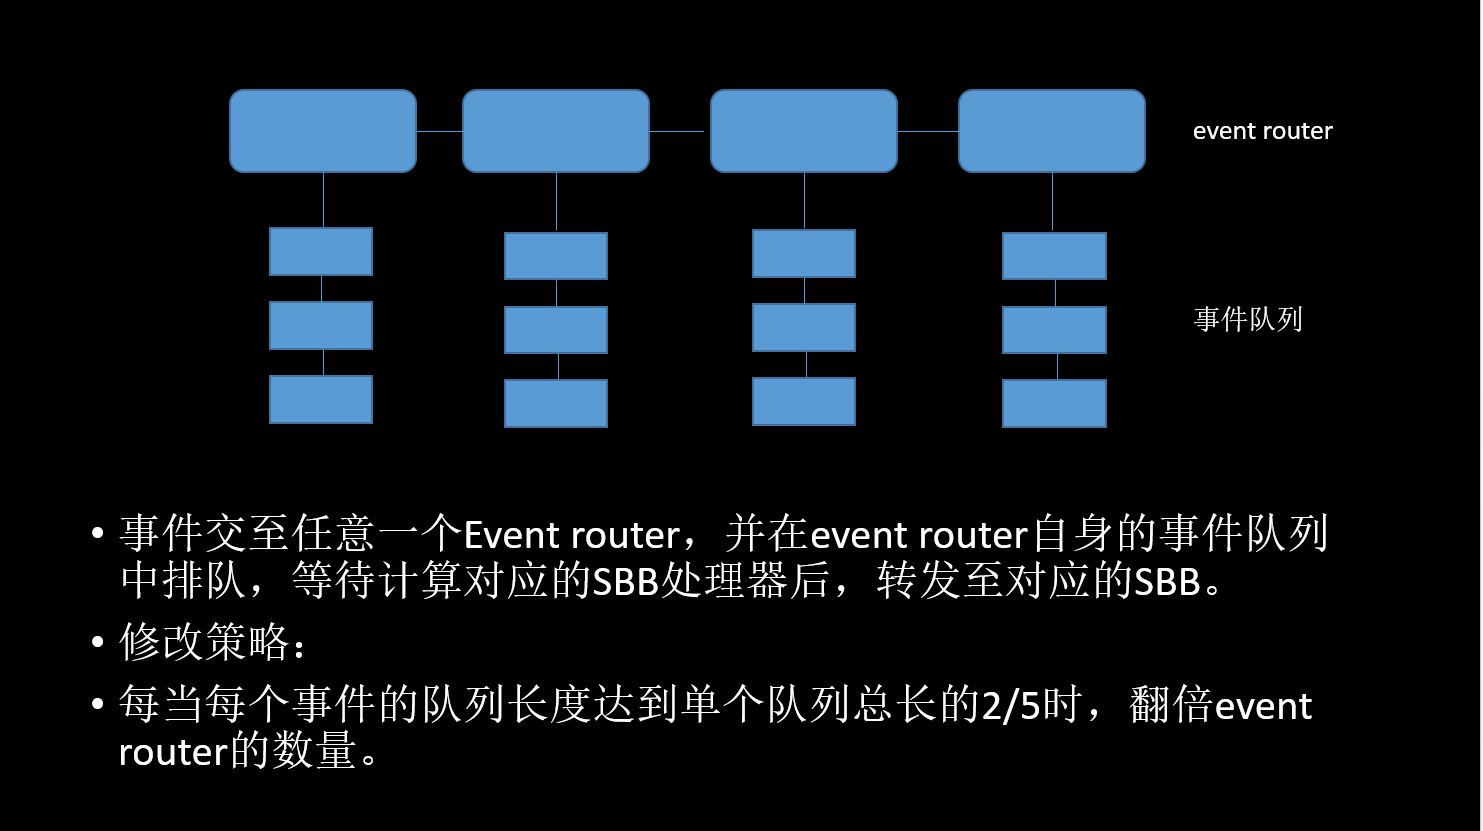 event router
事件队列
• 事件交至任意一个Event router，并在event router自身的事件队列
中排队，等待计算对应的SBB处理器后，转发至对应的SBB。
• 修改策略：
• 每当每个事件的队列长度达到单个队列总长的2/5时，翻倍event
router的数量。